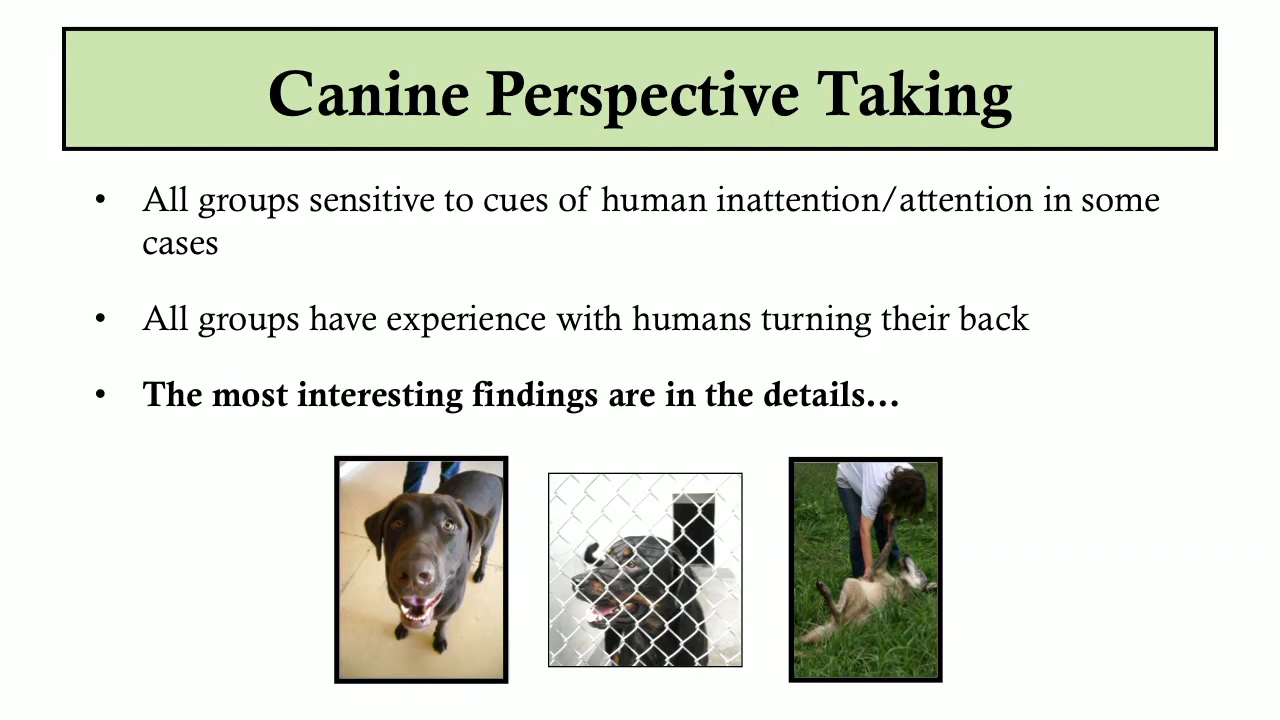 Canine Perspective Taking
• All groups sensitive to cues of human inattention/attention in some
cases
• All groups have experience with humans turning their back
• The most interesting findings are in the details…